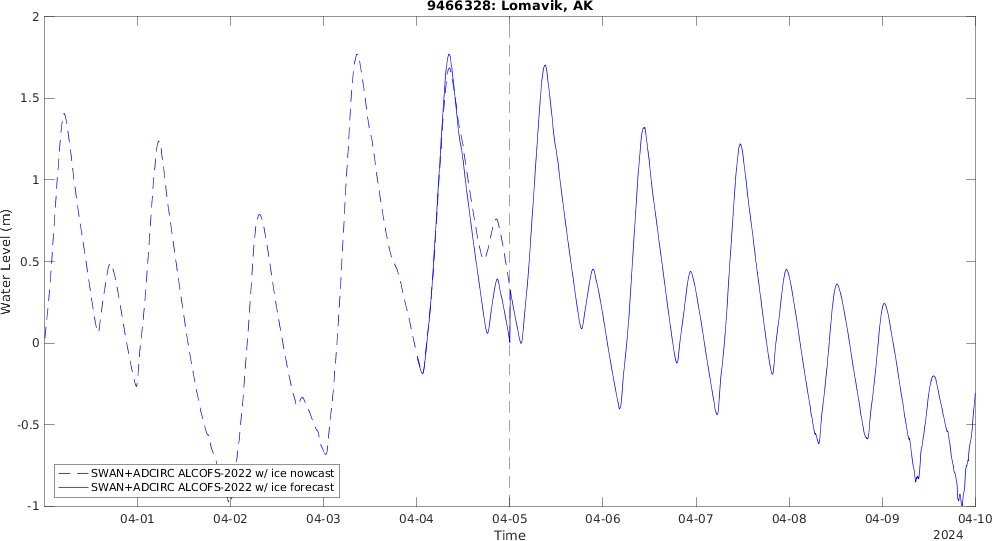 9466328: Lomavik, AK
2
1.5
1
0.5
0
-0.5
-1
Water Level (m)
SWAN+ADCIRC ALCOFS-2022 w/ ice nowcast
SWAN+ADCIRC ALCOFS-2022 w/ ice forecast
04-01 04-02 04-03 04-04 04-05 04-06 04-07 04-08 04-09 04-10
Time
2024